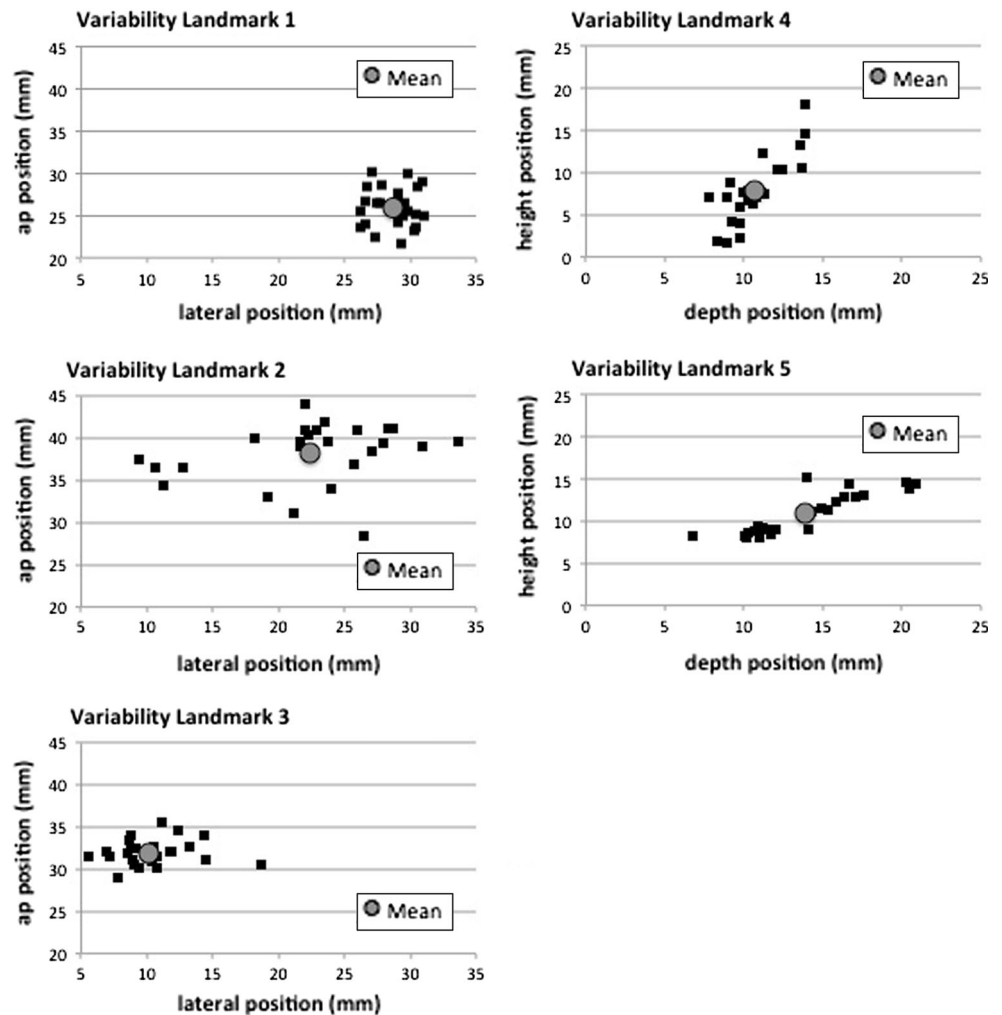 Variability Landmark 1
45
40
35
30
25
20
5 10 15 20 25 30 35
ap position (mm)
lateral position (mm)
Mean
Variability Landmark 4
25
20
15
10
5
0
0 5 10 15 20 25
height position (mm)
depth position (mm)
Mean
Variability Landmark 2
45
40
35
30
25
20
5 10 15 20 25 30 35
ap position (mm)
lateral position (mm)
Mean
Variability Landmark 5
25
20
15
10
5
0
0 5 10 15 20 25
height position (mm)
depth position (mm)
Mean
Variability Landmark 3
45
40
35
30
25
20
5 10 15 20 25 30 35
ap position (mm)
lateral position (mm)
Mean